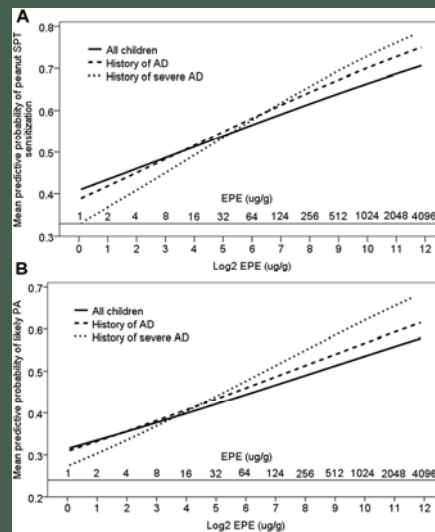 A
Mean predictive probability of peanut SPT
sensitization
0.8
0.7
0.6
0.5
0.4
0.3
All children
History of AD
History of severe AD
EPE (ug/g)
1 2 4 8 16 32 64 124 256 512 1024 2048 4096
0 1 2 3 4 5 6 7 8 9 10 11 12
Log2 EPE (ug/g)
B
Mean predictive probability of likely PA
0.7
0.6
0.5
0.4
0.3
0.2
All children
History of AD
History of severe AD
EPE (ug/g)
1 2 4 8 16 32 64 124 256 512 1024 2048 4096
0 1 2 3 4 5 6 7 8 9 10 11 12
Log2 EPE (ug/g)